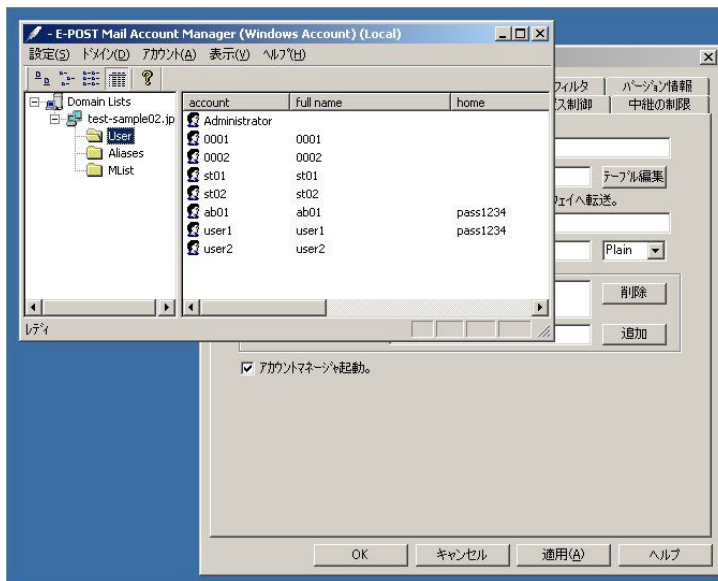 - E-POST Mail Account Manager (Windows Account) (Local)
設定(S) ドメイン(D) アカウント(A) 表示(V) ヘルプ(H)
Domain Lists
test-sample02.jp
User
Aliases
MList
account full name home
Administrator
0001 0001
0002 0002
st01 st01
st02 st02
ab01 ab01 pass1234
user1 user1 pass1234
user2 user2
レディ
フィルタ バージョン情報
ス制御 中継の制限
テーブル編集
ウェイへ転送。
Plain
削除
追加
アカウントマネージャ起動。
OK キャンセル 適用(A) ヘルプ